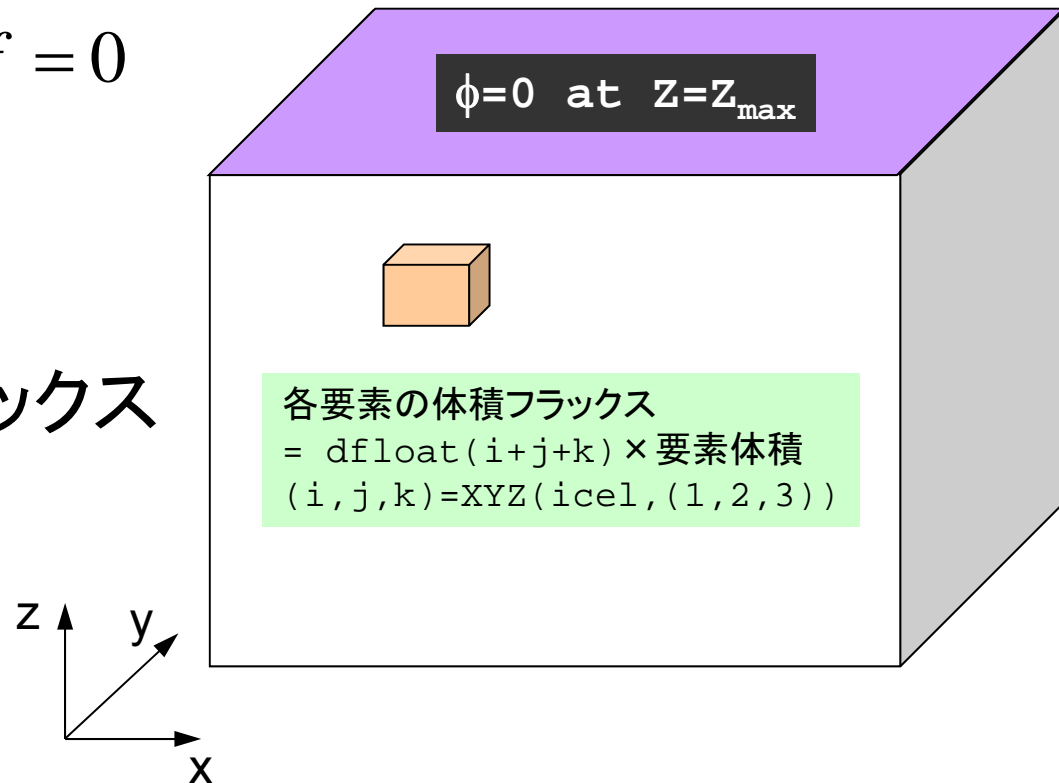 f = 0
ϕ=0 at Z=Zmax
ックス
各要素の体積フラックス
= dfloat(i+j+k)×要素体積
(i,j,k)=XYZ(icel,(1,2,3))
z
y
x